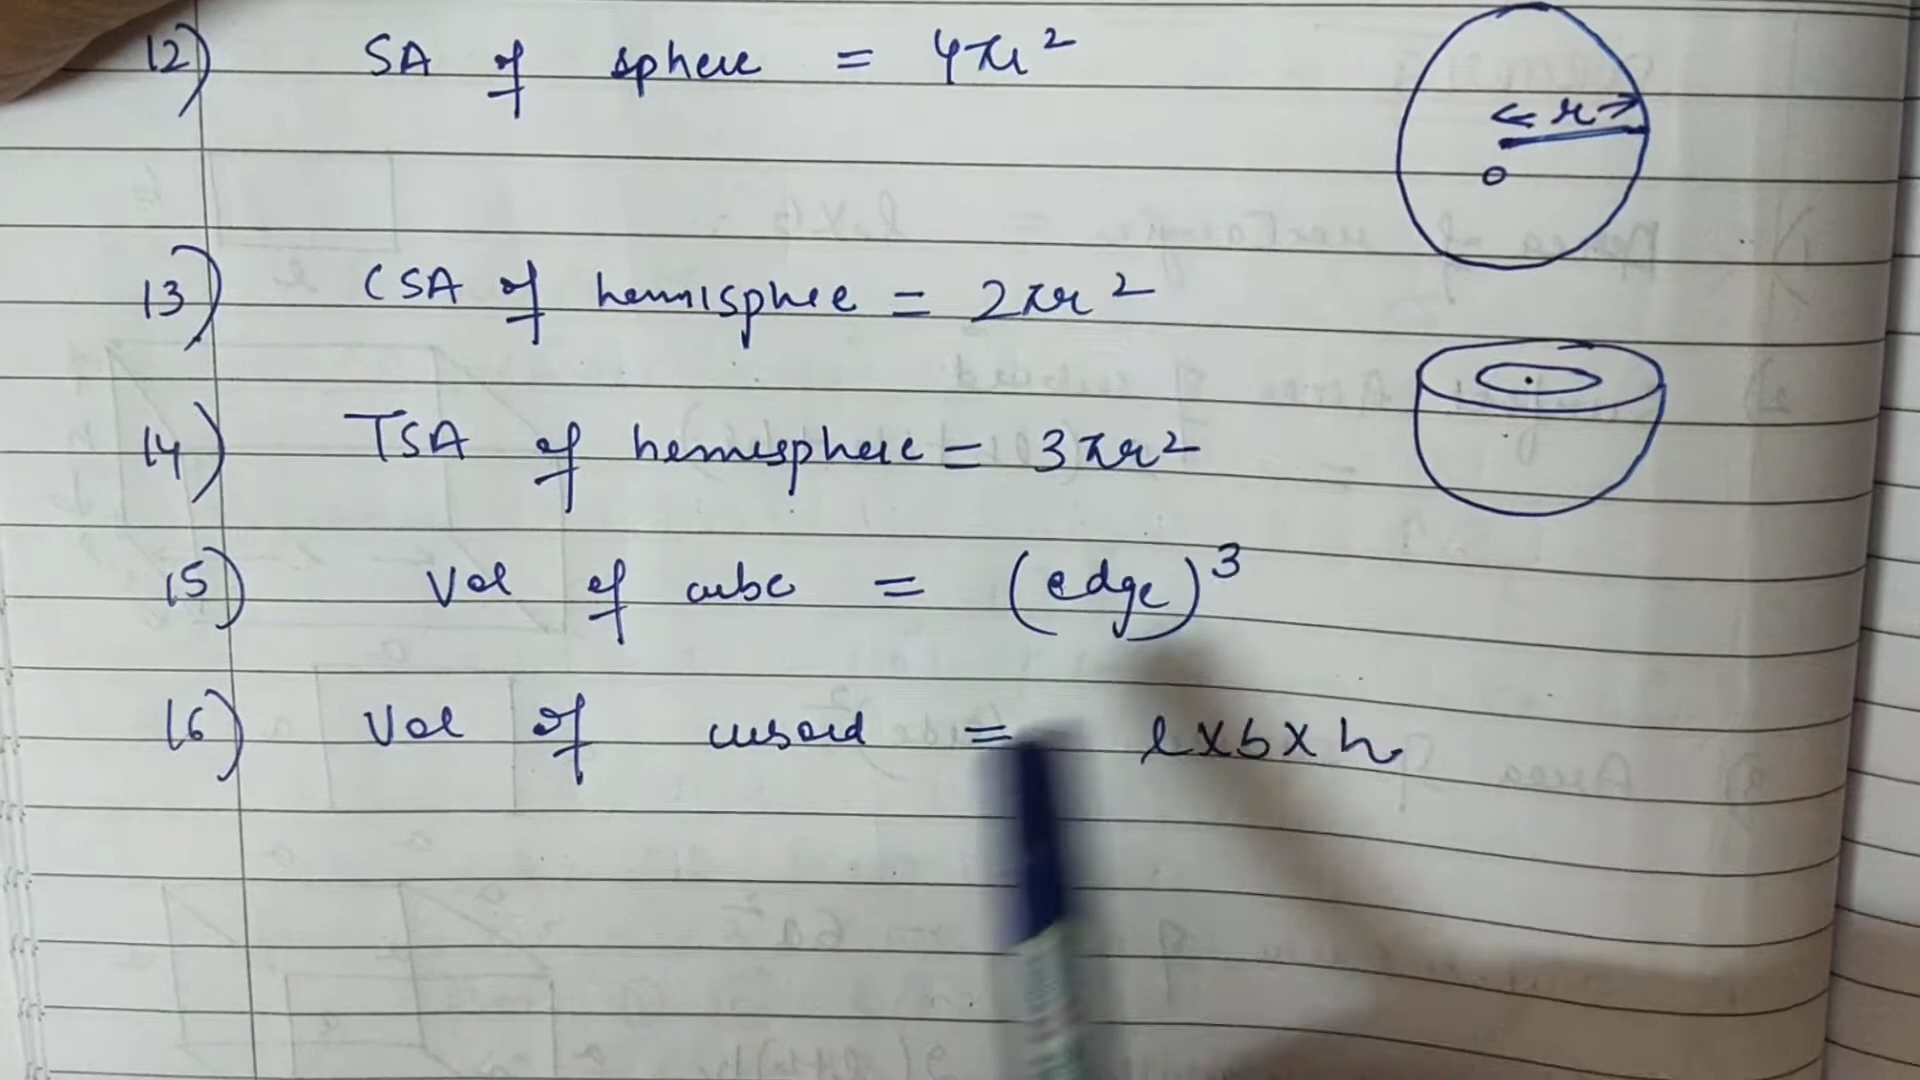 12) SA of sphere = 4πr²
r
O
13) CSA of hemisphere = 2πr²
14) TSA of hemisphere = 3πr²
15) Vol of cube = (edge)³
16) Vol of cuboid = l×b×h